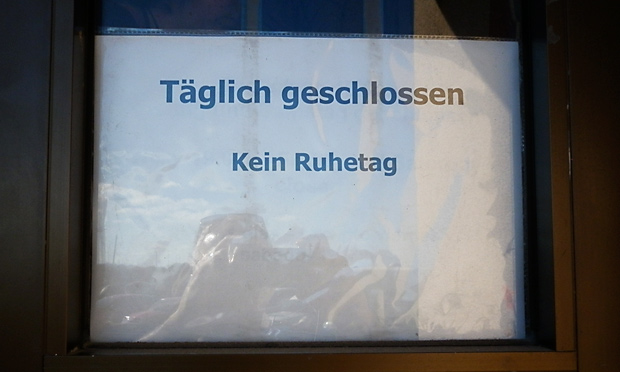 Täglich geschlossen
Kein Ruhetag